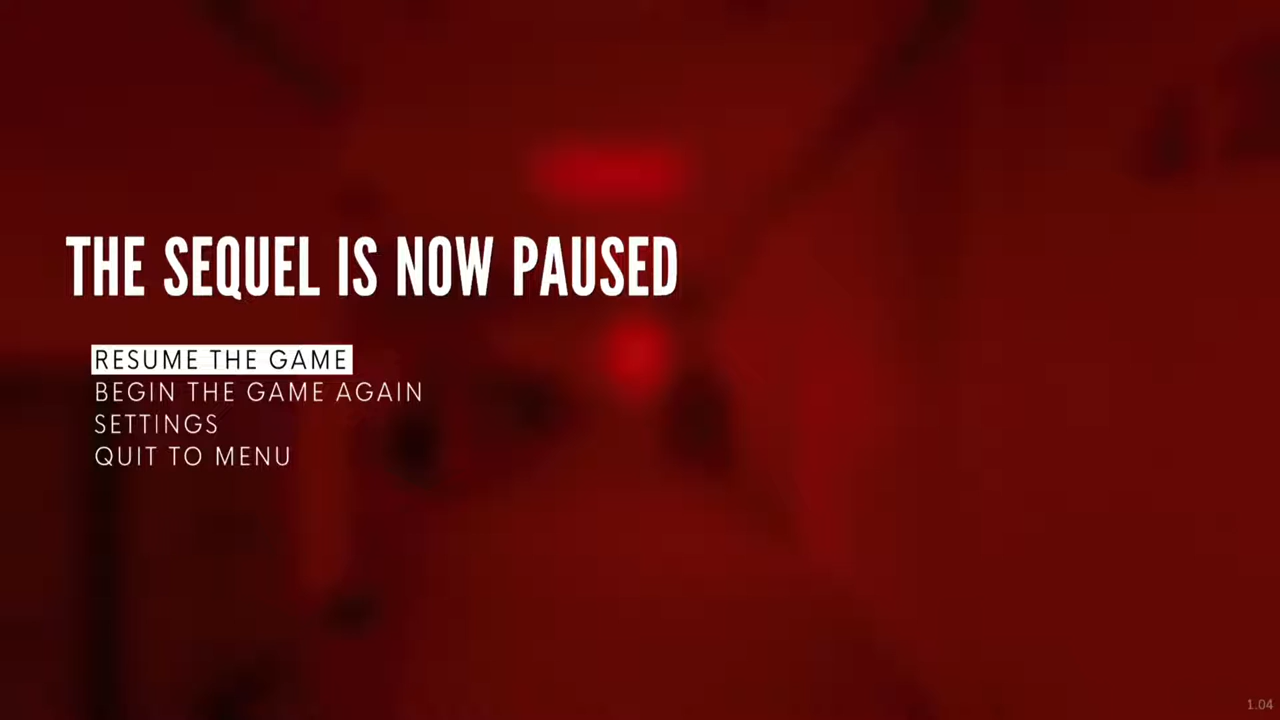 THE SEQUEL IS NOW PAUSED
RESUME THE GAME
BEGIN THE GAME AGAIN
SETTINGS
QUIT TO MENU
1.04